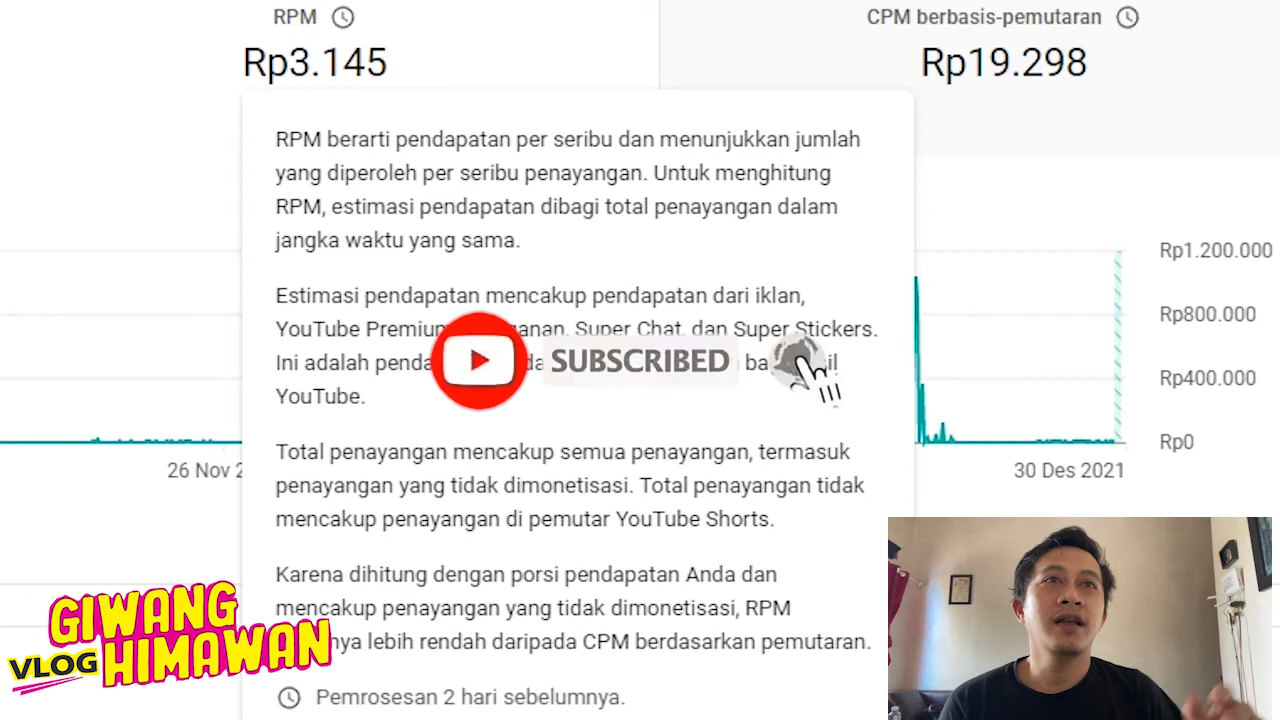 RPM
CPM berbasis-pemutaran
Rp3.145
Rp19.298
RPM berarti pendapatan per seribu dan menunjukkan jumlah
yang diperoleh per seribu penayangan. Untuk menghitung
RPM, estimasi pendapatan dibagi total penayangan dalam
jangka waktu yang sama.
Estimasi pendapatan mencakup pendapatan dari iklan,
YouTube Premium, Super Chat, dan Super Stickers.
Ini adalah
YouTube.
SUBSCRIBED
Total penayangan mencakup semua penayangan, termasuk
penayangan yang tidak dimonetisasi. Total penayangan tidak
mencakup penayangan di pemutar YouTube Shorts.
Karena dihitung dengan porsi pendapatan Anda dan
mencakup penayangan yang tidak dimonetisasi, RPM
lebih rendah daripada CPM berdasarkan pemutaran.
Pemrosesan 2 hari sebelumnya.
Rp1.200.000
Rp800.000
Rp400.000
Rp0
26 Nov
30 Des 2021
GIWANG
VLOG HIMAWAN